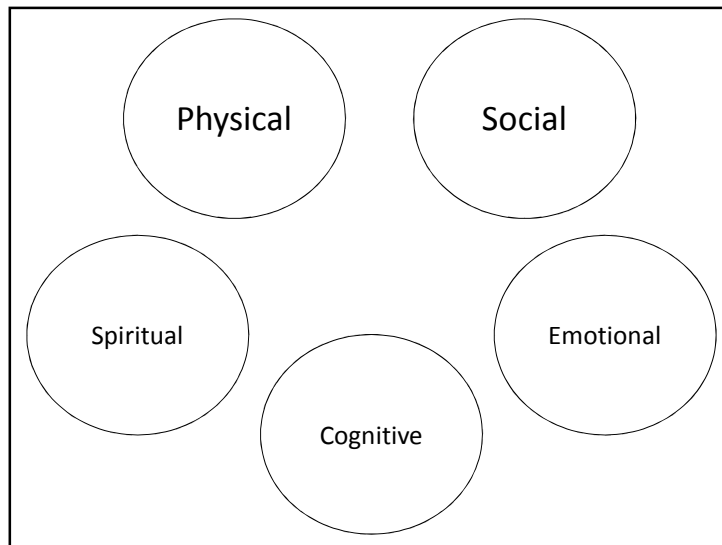 Physical
Social
Spiritual
Emotional
Cognitive